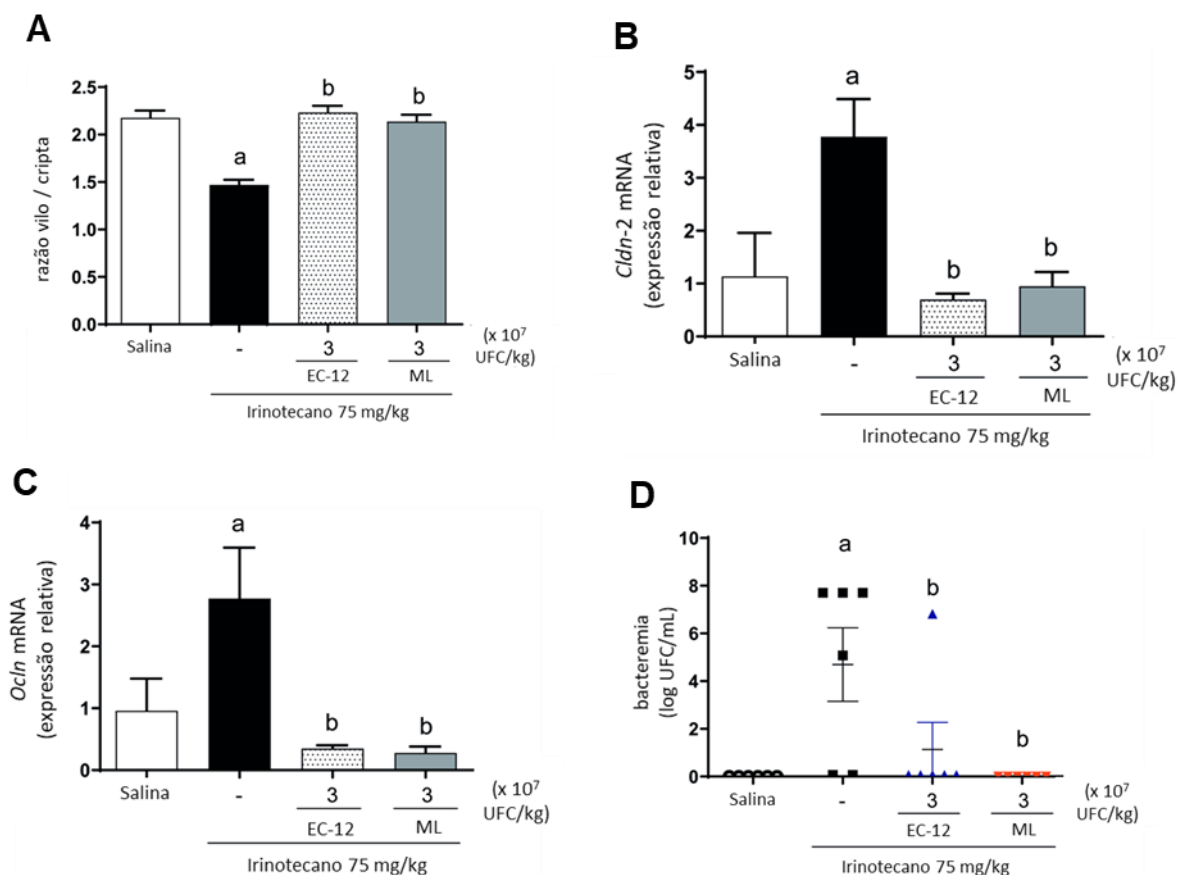 A
razão vilo / cripta
2.5
2.0
1.5
1.0
0.5
0.0
a
b
b
Salina
-
3
3
(x 10⁷
UFC/kg)
EC-12
ML
Irinotecano 75 mg/kg
B
Cldn-2 mRNA
(expressão relativa)
5
4
3
2
1
0
a
b
b
Salina
-
3
3
(x 10⁷
UFC/kg)
EC-12
ML
Irinotecano 75 mg/kg
C
Ocln mRNA
(expressão relativa)
4
3
2
1
0
a
b
b
Salina
-
3
3
(x 10⁷
UFC/kg)
EC-12
ML
Irinotecano 75 mg/kg
D
bacteremia
(log UFC/mL)
10
8
6
4
2
0
a
b
b
Salina
-
3
3
(x 10⁷
UFC/kg)
EC-12
ML
Irinotecano 75 mg/kg